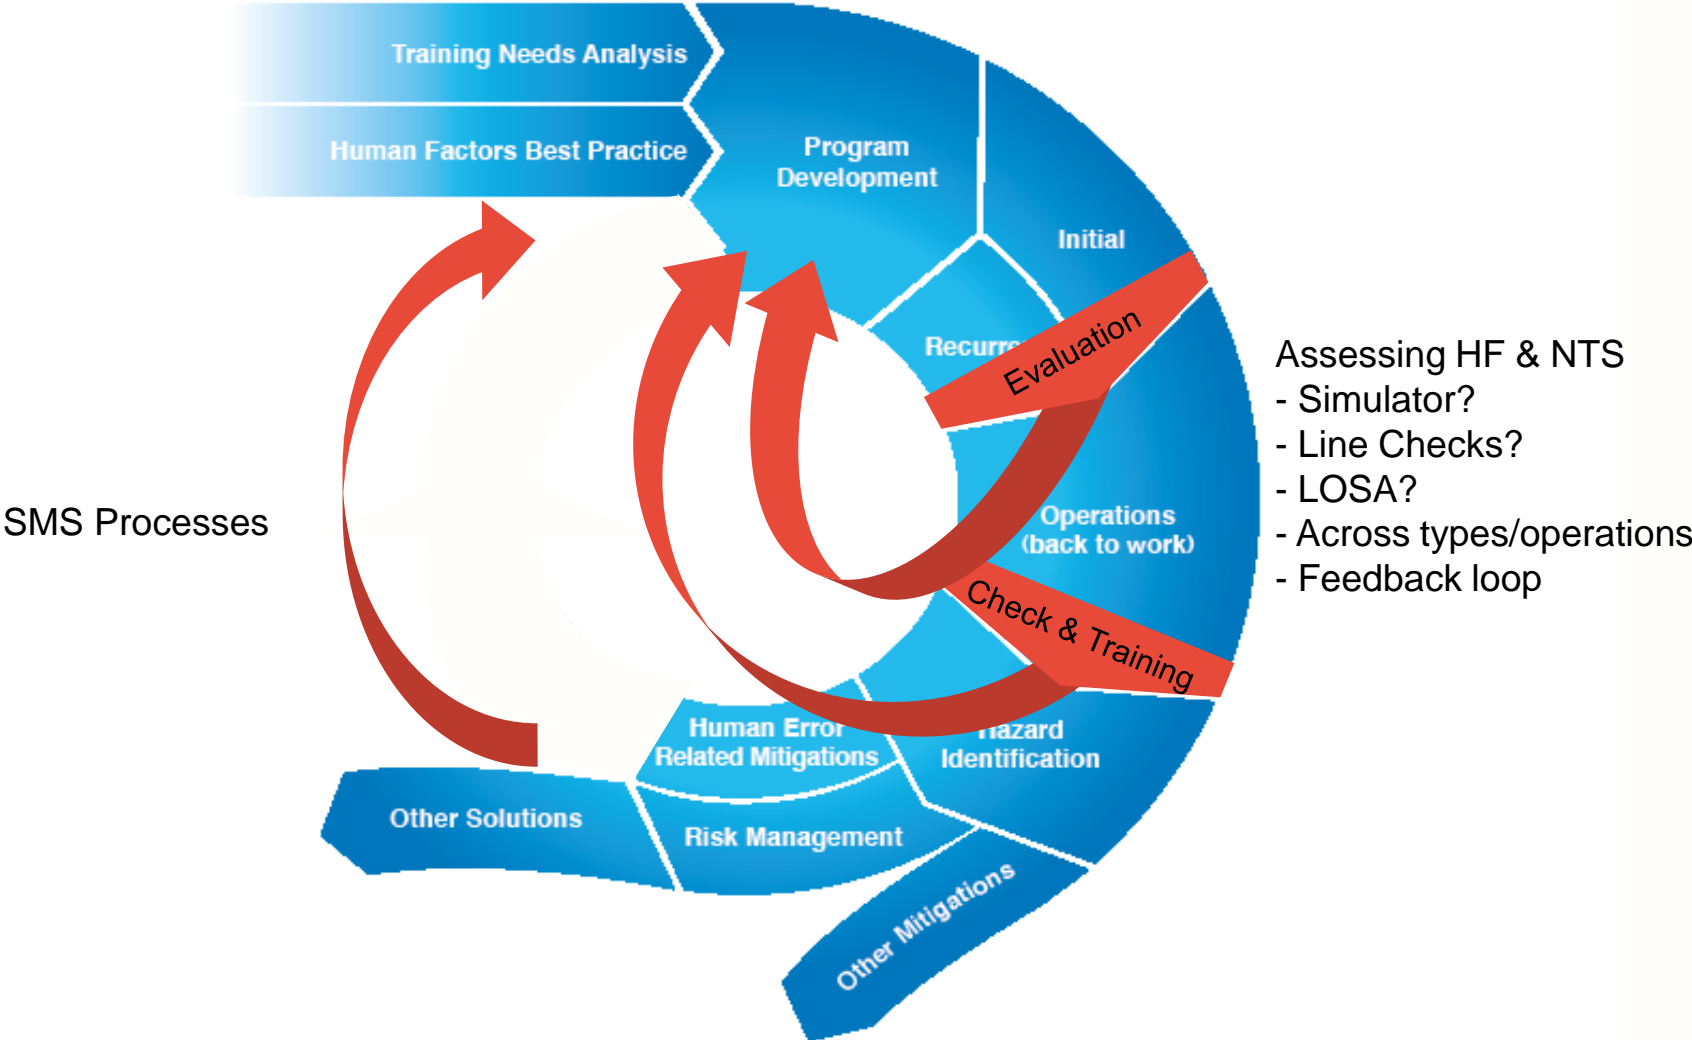 Training Needs Analysis
Human Factors Best Practice
Program
Development
Initial
Evaluation
Assessing HF & NTS
- Simulator?
- Line Checks?
- LOSA?
- Across types/operations
- Feedback loop
SMS Processes
Operations
(back to work)
Check & Training
Human Error
Related Mitigations
Identification
Other Solutions
Risk Management
Other Mitigations